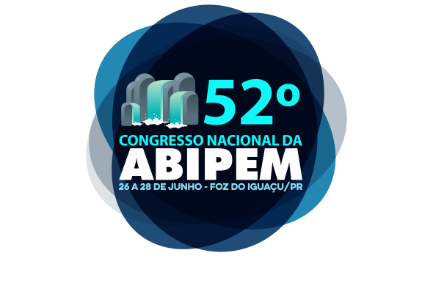 52º
CONGRESSO NACIONAL DA
ABIPEM
26 A 28 DE JUNHO - FOZ DO IGUAÇU/PR